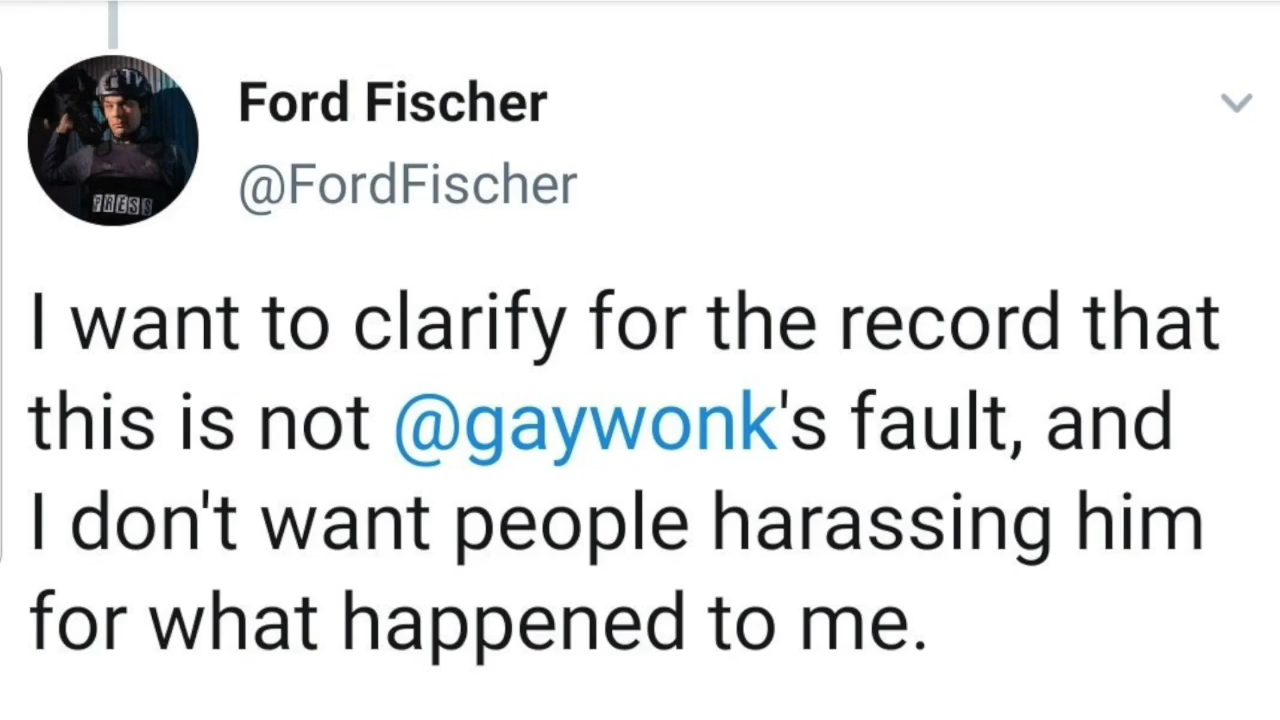 Ford Fischer
@FordFischer
PRESS
I want to clarify for the record that
this is not @gaywonk's fault, and
I don't want people harassing him
for what happened to me.